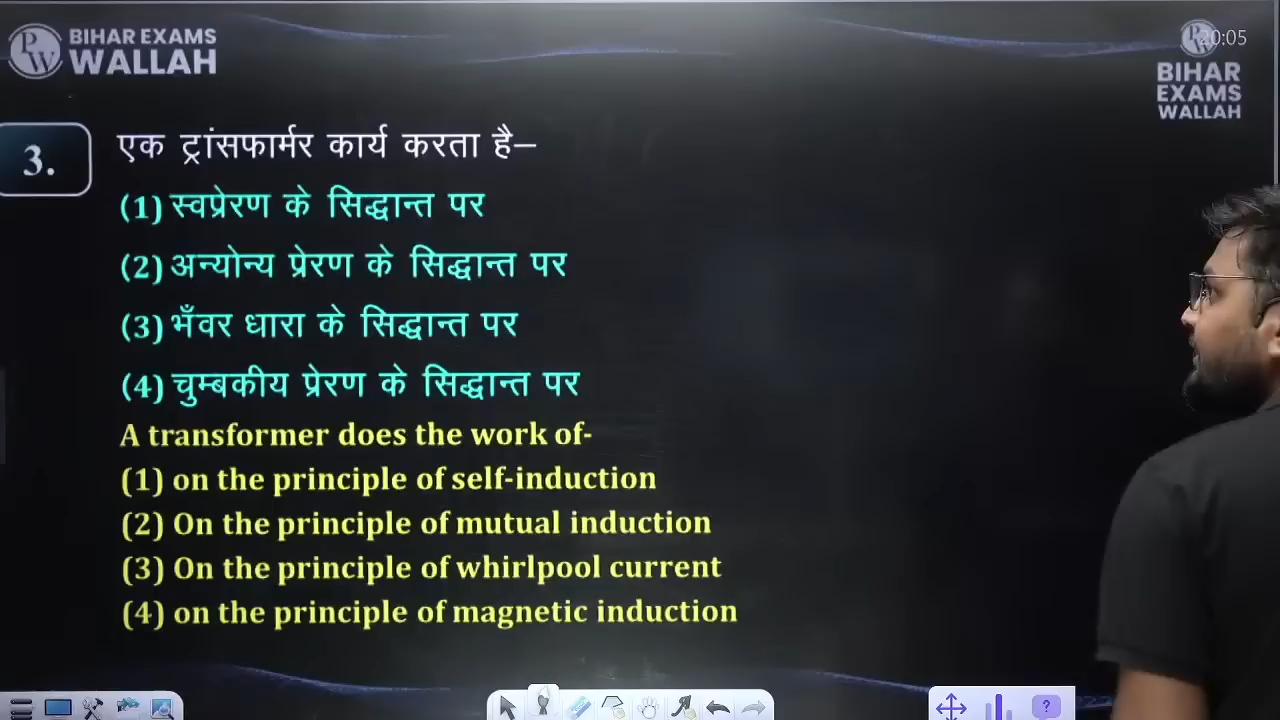 BIHAR EXAMS
WALLAH
20:05
BIHAR
EXAMS
WALLAH
3.
एक ट्रांसफार्मर कार्य करता है–
(1) स्वप्रेरण के सिद्धान्त पर
(2) अन्योन्य प्रेरण के सिद्धान्त पर
(3) भँवर धारा के सिद्धान्त पर
(4) चुम्बकीय प्रेरण के सिद्धान्त पर
A transformer does the work of-
(1) on the principle of self-induction
(2) On the principle of mutual induction
(3) On the principle of whirlpool current
(4) on the principle of magnetic induction